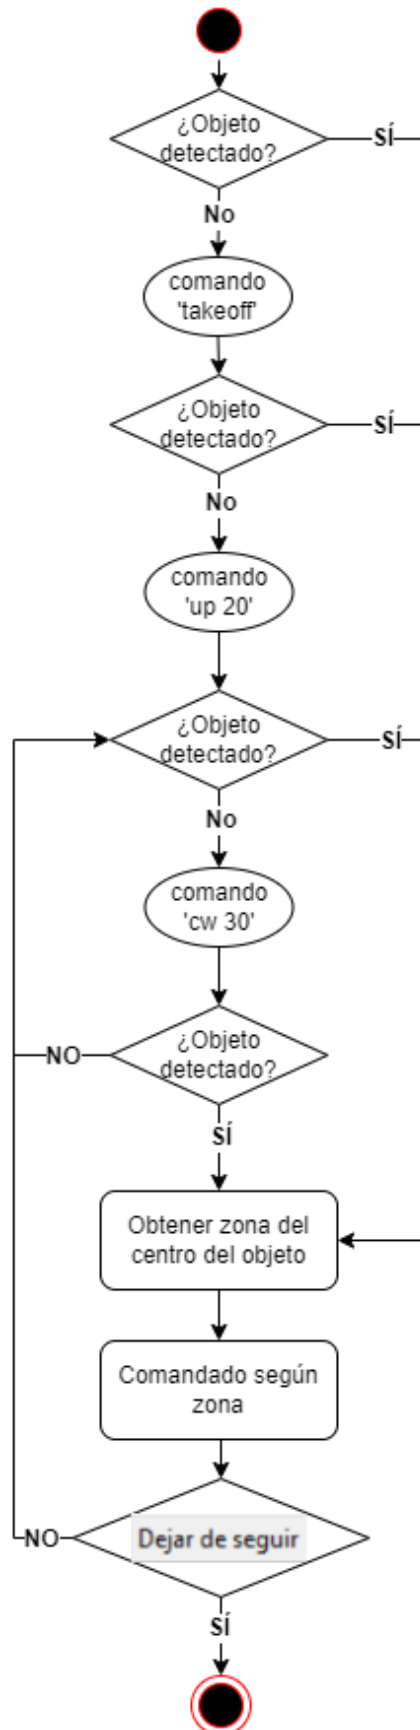 ¿Objeto
detectado?
SÍ
No
comando
'takeoff'
¿Objeto
detectado?
SÍ
No
comando
'up 20'
¿Objeto
detectado?
SÍ
No
comando
'cw 30'
¿Objeto
detectado?
NO
SÍ
Obtener zona del
centro del objeto
Comandado según
zona
Dejar de seguir
NO
SÍ